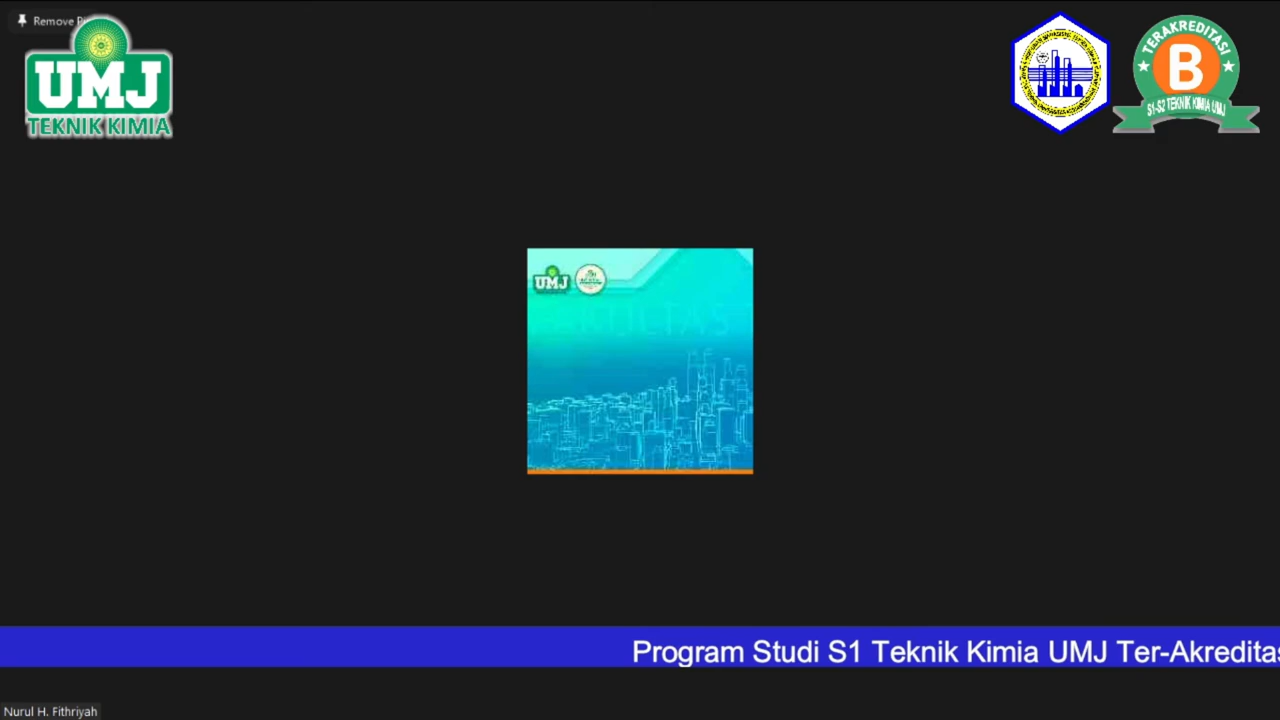 Remove
UMJ
TEKNIK KIMIA
TERAKREDITASI
B
S1-S2 TEKNIK KIMIA UMJ
UMJ
Program Studi S1 Teknik Kimia UMJ Ter-Akreditas
Nurul H. Fithriyah